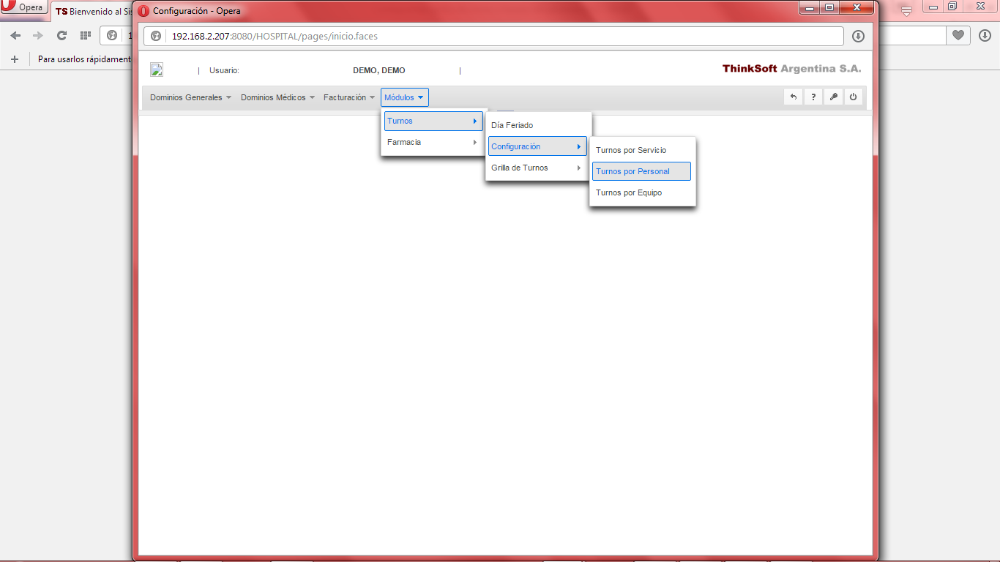 Opera
TS Bienvenido al Sis
Para usarlos rápidament
Configuración - Opera
192.168.2.207:8080/HOSPITAL/pages/inicio.faces
| Usuario: DEMO, DEMO |
ThinkSoft Argentina S.A.
Dominios Generales Dominios Médicos Facturación Módulos
?
Turnos
Farmacia
Día Feriado
Configuración
Grilla de Turnos
Turnos por Servicio
Turnos por Personal
Turnos por Equipo